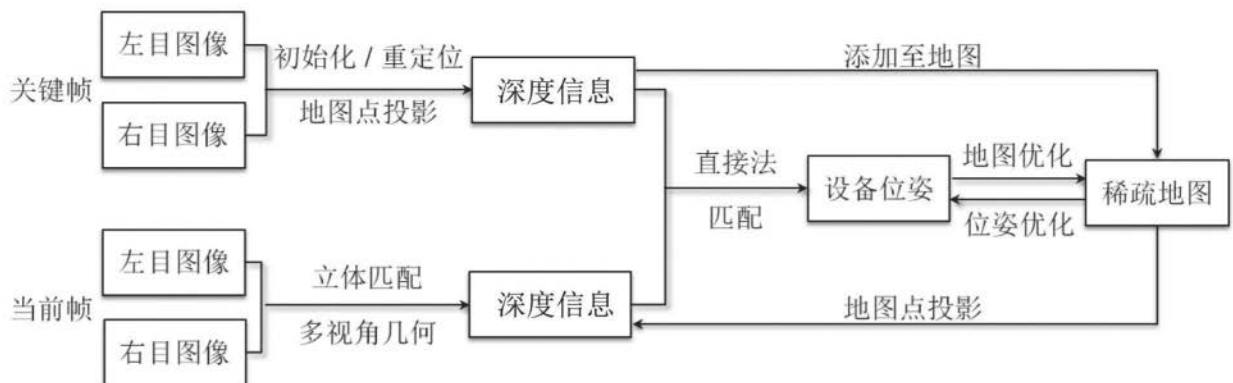 左目图像
初始化 / 重定位
添加至地图
关键帧
深度信息
地图点投影
右目图像
直接法
地图优化
设备位姿
稀疏地图
匹配
位姿优化
左目图像
立体匹配
当前帧
深度信息
地图点投影
多视角几何
右目图像